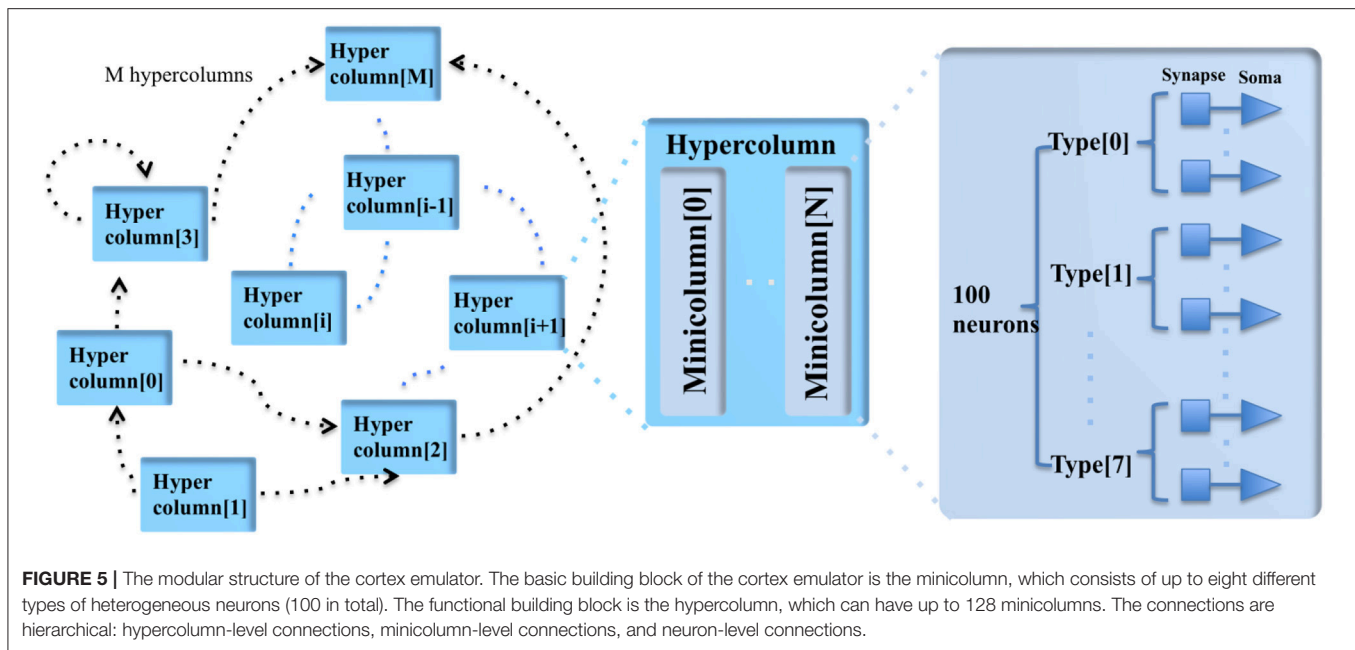 M hypercolumns
Hyper
column[M]
Hyper
column[3]
Hyper
column[i-1]
Hyper
column[i]
Hyper
column[i+1]
Hyper
column[0]
Hyper
column[2]
Hyper
column[1]
Hypercolumn
Minicolumn[0]
Minicolumn[N]
Synapse Soma
Type[0]
Type[1]
100
neurons
Type[7]
FIGURE 5 | The modular structure of the cortex emulator. The basic building block of the cortex emulator is the minicolumn, which consists of up to eight different
types of heterogeneous neurons (100 in total). The functional building block is the hypercolumn, which can have up to 128 minicolumns. The connections are
hierarchical: hypercolumn-level connections, minicolumn-level connections, and neuron-level connections.